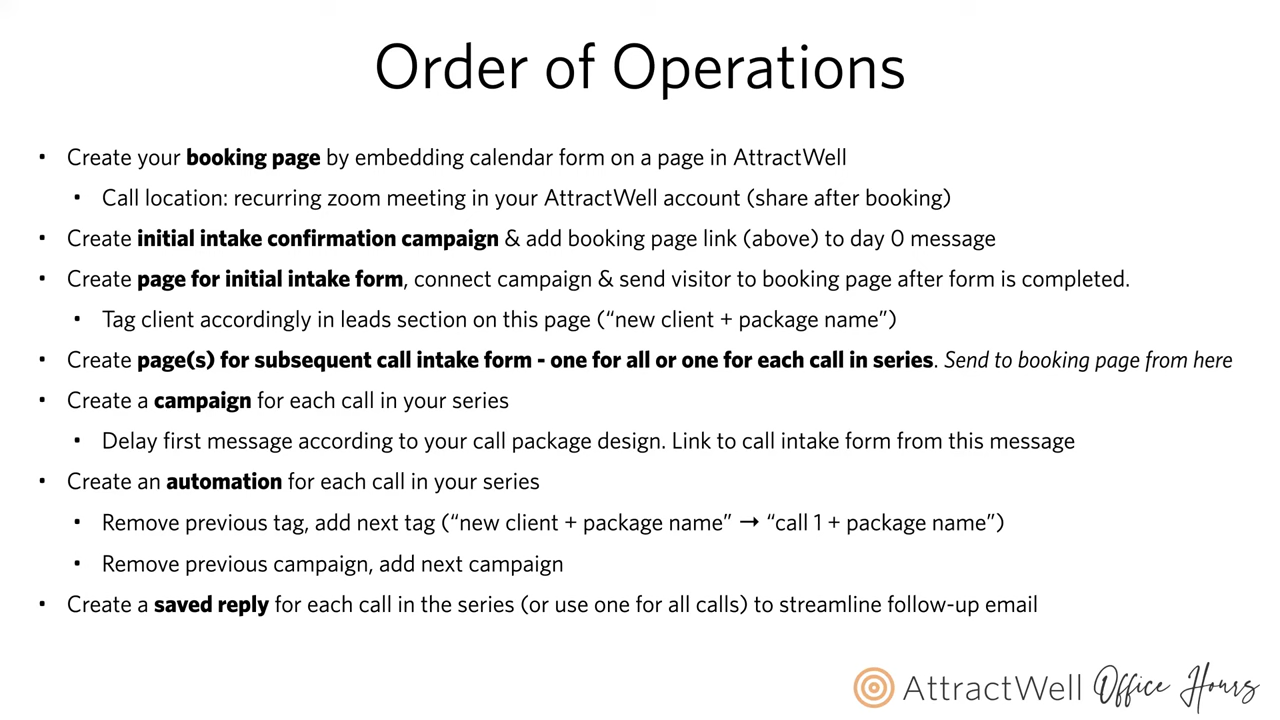 Order of Operations
• Create your booking page by embedding calendar form on a page in AttractWell
• Call location: recurring zoom meeting in your AttractWell account (share after booking)
• Create initial intake confirmation campaign & add booking page link (above) to day 0 message
• Create page for initial intake form, connect campaign & send visitor to booking page after form is completed.
• Tag client accordingly in leads section on this page (“new client + package name”)
• Create page(s) for subsequent call intake form - one for all or one for each call in series. Send to booking page from here
• Create a campaign for each call in your series
• Delay first message according to your call package design. Link to call intake form from this message
• Create an automation for each call in your series
• Remove previous tag, add next tag (“new client + package name” → “call 1 + package name”)
• Remove previous campaign, add next campaign
• Create a saved reply for each call in the series (or use one for all calls) to streamline follow-up email
AttractWell Office Hours